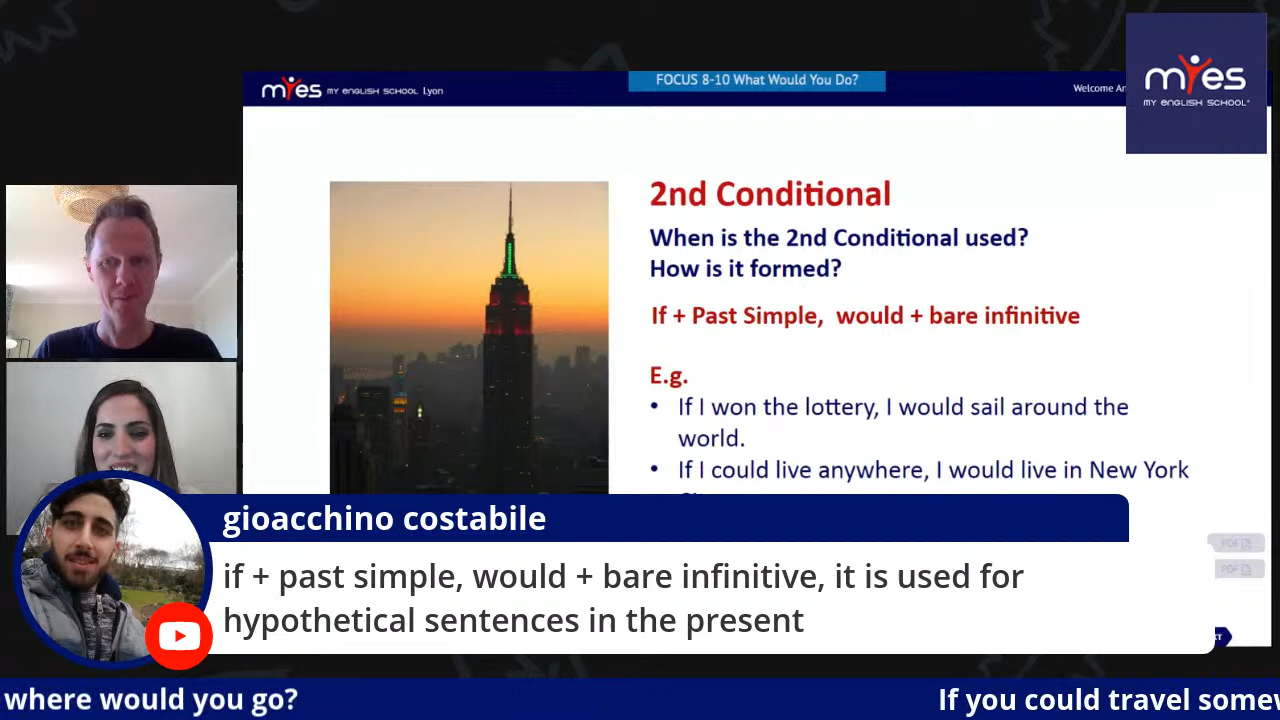 myes MY ENGLISH SCHOOL Lyon
FOCUS 8-10 What Would You Do?
Welcome
myes
MY ENGLISH SCHOOL
2nd Conditional
When is the 2nd Conditional used?
How is it formed?
If + Past Simple, would + bare infinitive
E.g.
• If I won the lottery, I would sail around the
world.
• If I could live anywhere, I would live in New York
gioacchino costabile
if + past simple, would + bare infinitive, it is used for
hypothetical sentences in the present
PDF
PDF
where would you go?
If you could travel